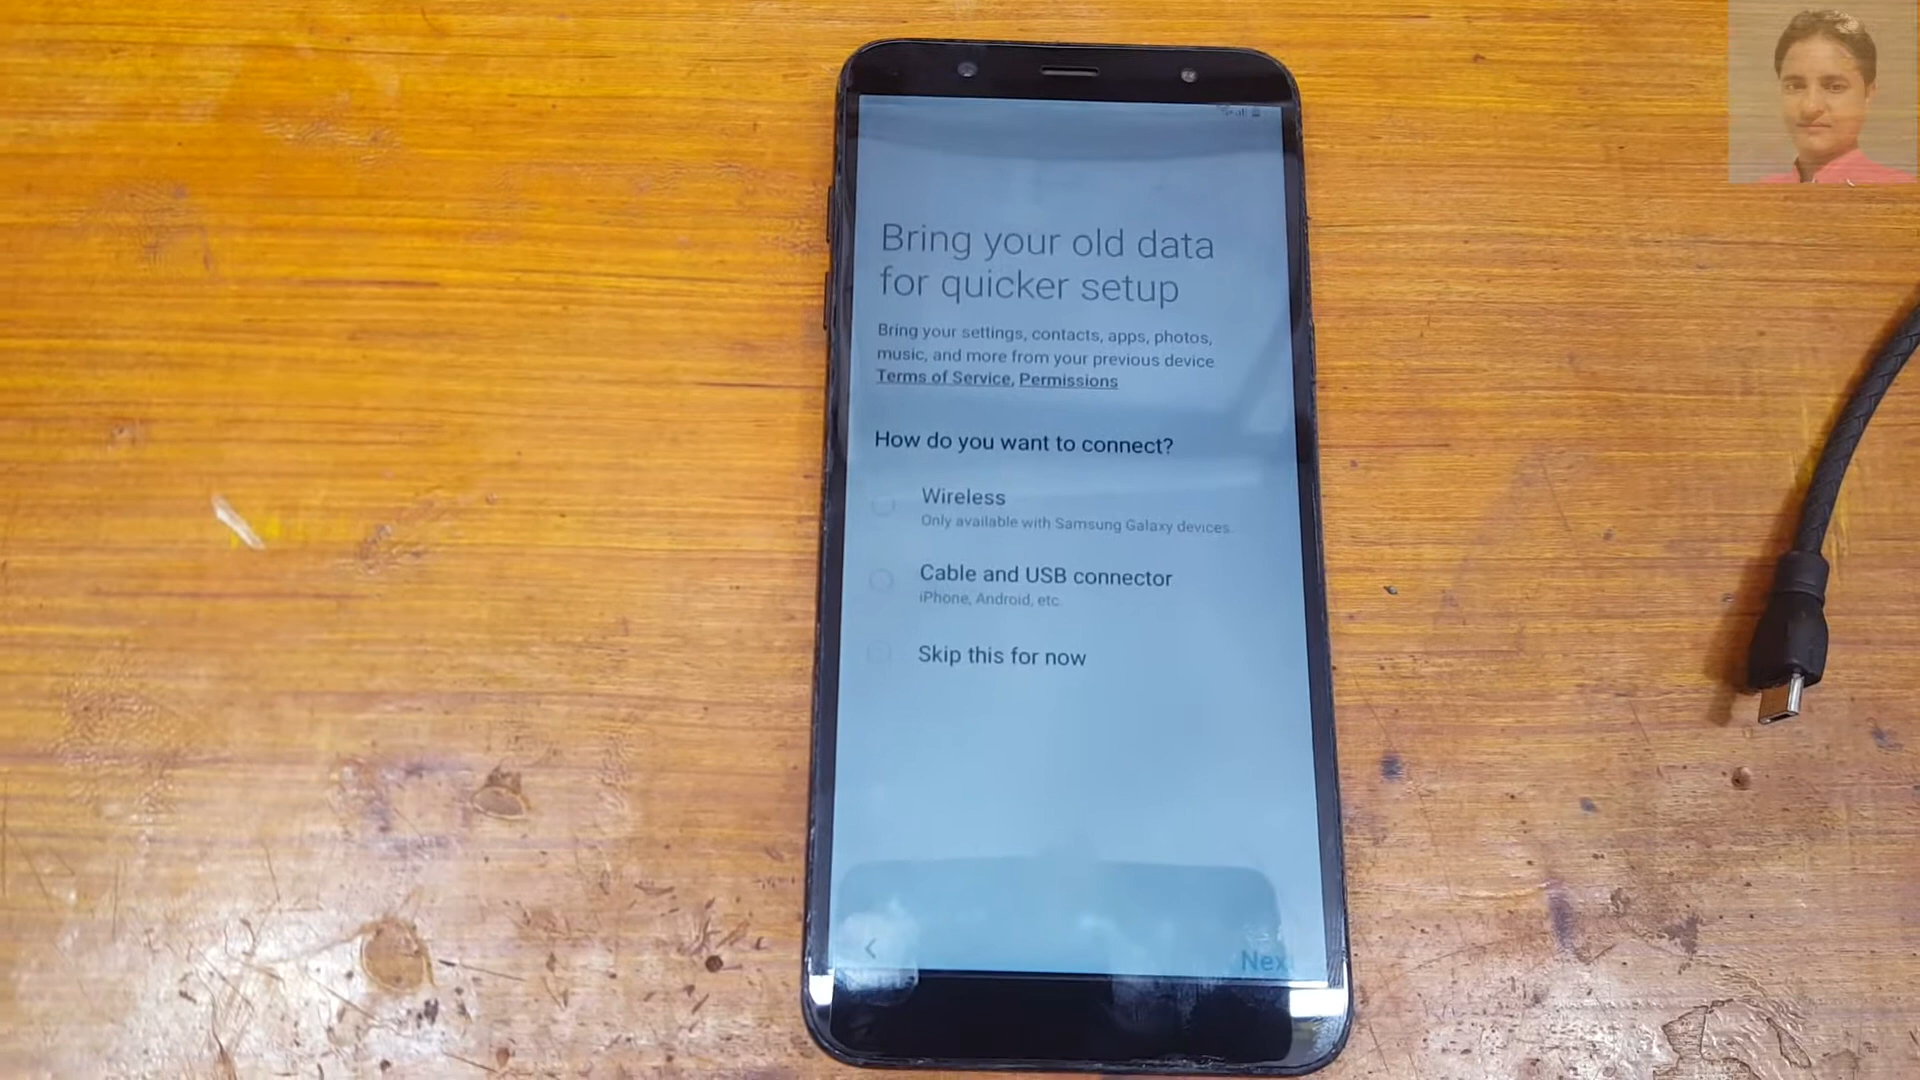 Bring your old data
for quicker setup
Bring your settings, contacts, apps, photos,
music, and more from your previous device
Terms of Service, Permissions
How do you want to connect?
Wireless
Only available with Samsung Galaxy devices.
Cable and USB connector
iPhone, Android, etc.
Skip this for now
Next